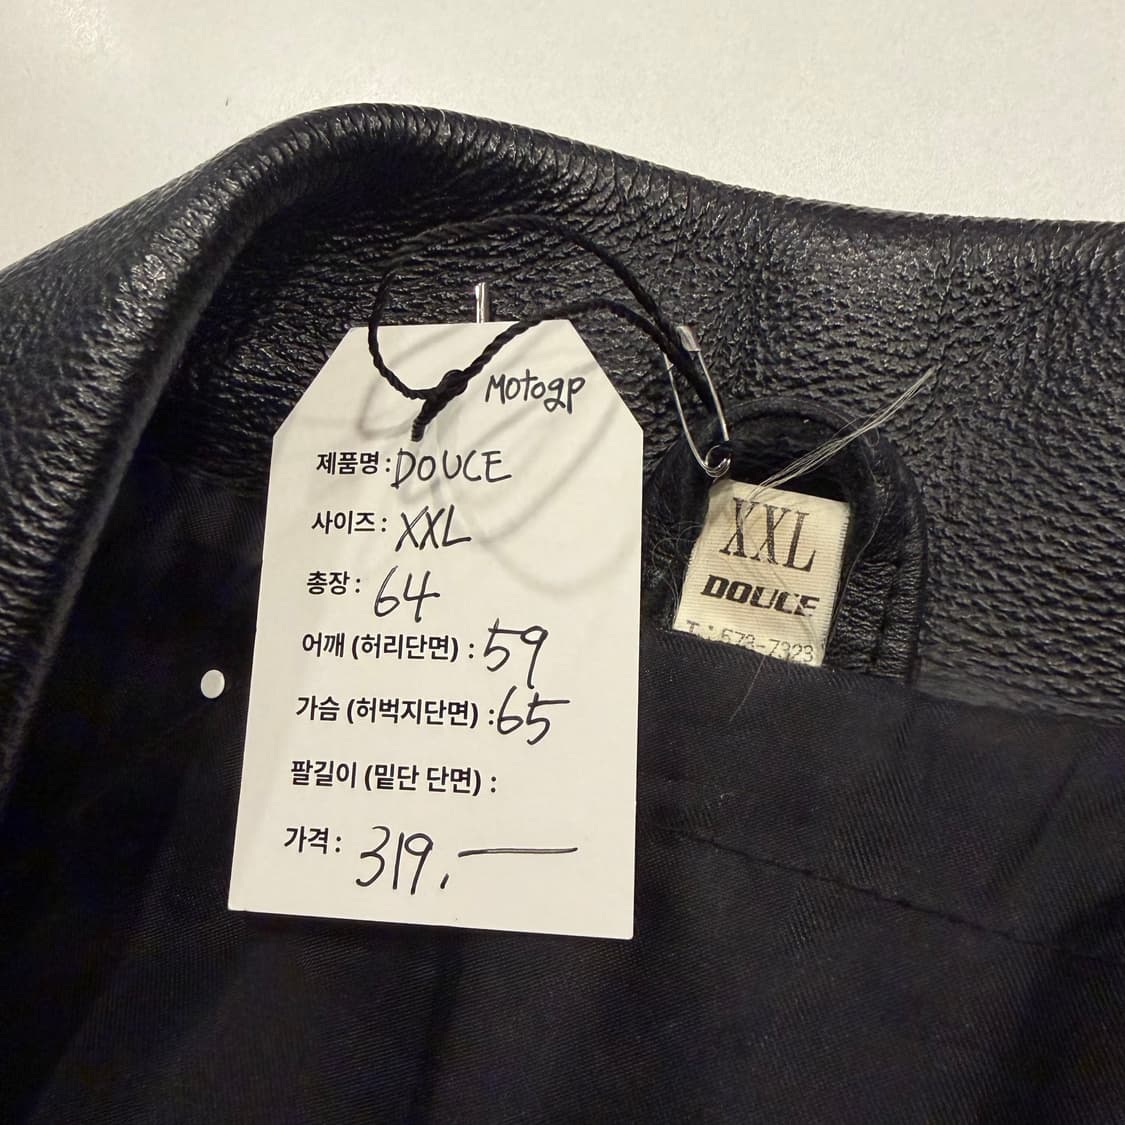 Motogp
제품명 : DOUCE
사이즈 : XXL
총장 : 64
어깨 (허리단면) : 59
가슴 (허벅지단면) : 65
팔길이 (밑단 단면) :
가격 : 319,—
XXL
DOUCE
T : 673-7323